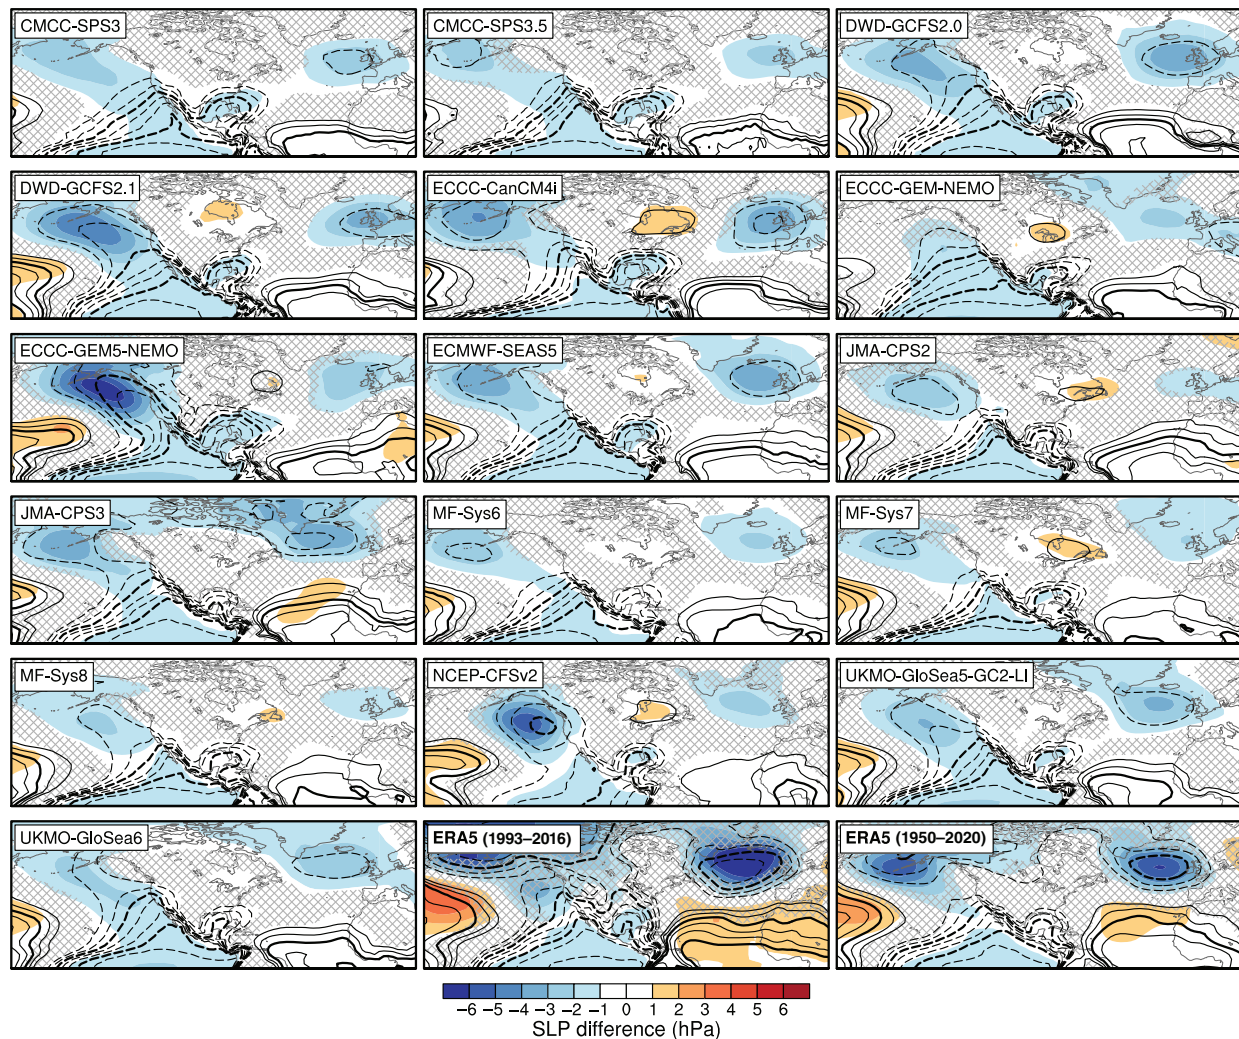 CMCC-SPS3
CMCC-SPS3.5
DWD-GCFS2.0
DWD-GCFS2.1
ECCC-CanCM4i
ECCC-GEM-NEMO
ECCC-GEM5-NEMO
ECMWF-SEAS5
JMA-CPS2
JMA-CPS3
MF-Sys6
MF-Sys7
MF-Sys8
NCEP-CFSv2
UKMO-GloSea5-GC2-LI
UKMO-GloSea6
ERA5 (1993–2016)
ERA5 (1950–2020)
−6 −5 −4 −3 −2 −1 0 1 2 3 4 5 6
SLP difference (hPa)